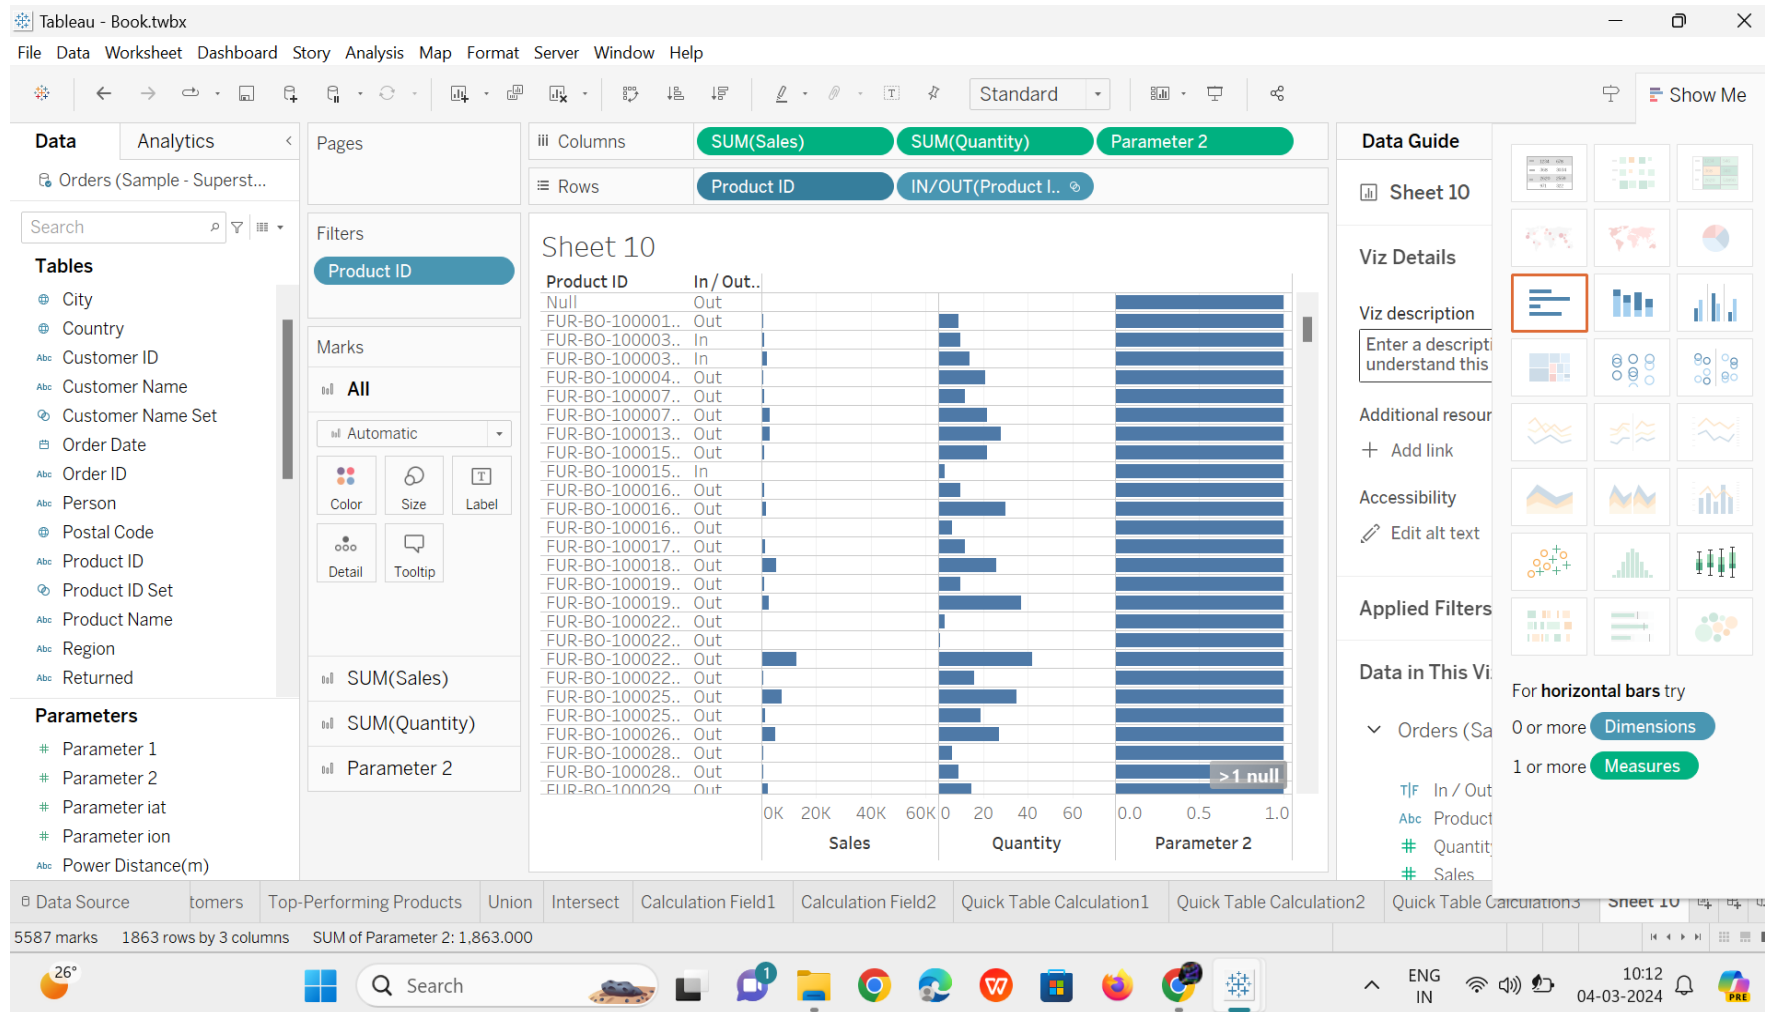 Tableau - Book.twbx
File Data Worksheet Dashboard Story Analysis Map Format Server Window Help
Standard
Show Me
Data Analytics
Orders (Sample - Superst...
Search
Tables
City
Country
Abc Customer ID
Abc Customer Name
Customer Name Set
Order Date
Abc Order ID
Abc Person
Postal Code
Abc Product ID
Product ID Set
Abc Product Name
Abc Region
Abc Returned
Parameters
# Parameter 1
# Parameter 2
# Parameter iat
# Parameter ion
Abc Power Distance(m)
Pages
Filters
Product ID
Marks
All
Automatic
Color Size Label
Detail Tooltip
SUM(Sales)
SUM(Quantity)
Parameter 2
Columns SUM(Sales) SUM(Quantity) Parameter 2
Rows Product ID IN/OUT(Product I..
Sheet 10
Product ID In / Out..
Null Out
FUR-BO-100001.. Out
FUR-BO-100003.. In
FUR-BO-100003.. In
FUR-BO-100004.. Out
FUR-BO-100007.. Out
FUR-BO-100007.. Out
FUR-BO-100013.. Out
FUR-BO-100015.. Out
FUR-BO-100015.. In
FUR-BO-100016.. Out
FUR-BO-100016.. Out
FUR-BO-100016.. Out
FUR-BO-100017.. Out
FUR-BO-100018.. Out
FUR-BO-100019.. Out
FUR-BO-100019.. Out
FUR-BO-100022.. Out
FUR-BO-100022.. Out
FUR-BO-100022.. Out
FUR-BO-100022.. Out
FUR-BO-100025.. Out
FUR-BO-100025.. Out
FUR-BO-100026.. Out
FUR-BO-100028.. Out
FUR-BO-100028.. Out
FUR-BO-100029 Out
>1 null
0K 20K 40K 60K 0 20 40 60 0.0 0.5 1.0
Sales Quantity Parameter 2
Data Guide
Sheet 10
Viz Details
Viz description
Enter a descripti
understand this
Additional resour
+ Add link
Accessibility
Edit alt text
Applied Filters
Data in This Vi
Orders (Sa
T|F In / Out
Abc Product
# Quantit
# Sales
For horizontal bars try
0 or more Dimensions
1 or more Measures
Data Source tomers Top-Performing Products Union Intersect Calculation Field1 Calculation Field2 Quick Table Calculation1 Quick Table Calculation2 Quick Table Calculation3 Sheet 10
5587 marks 1863 rows by 3 columns SUM of Parameter 2: 1,863.000
26°
Search
1
ENG
IN
10:12
04-03-2024
PRE